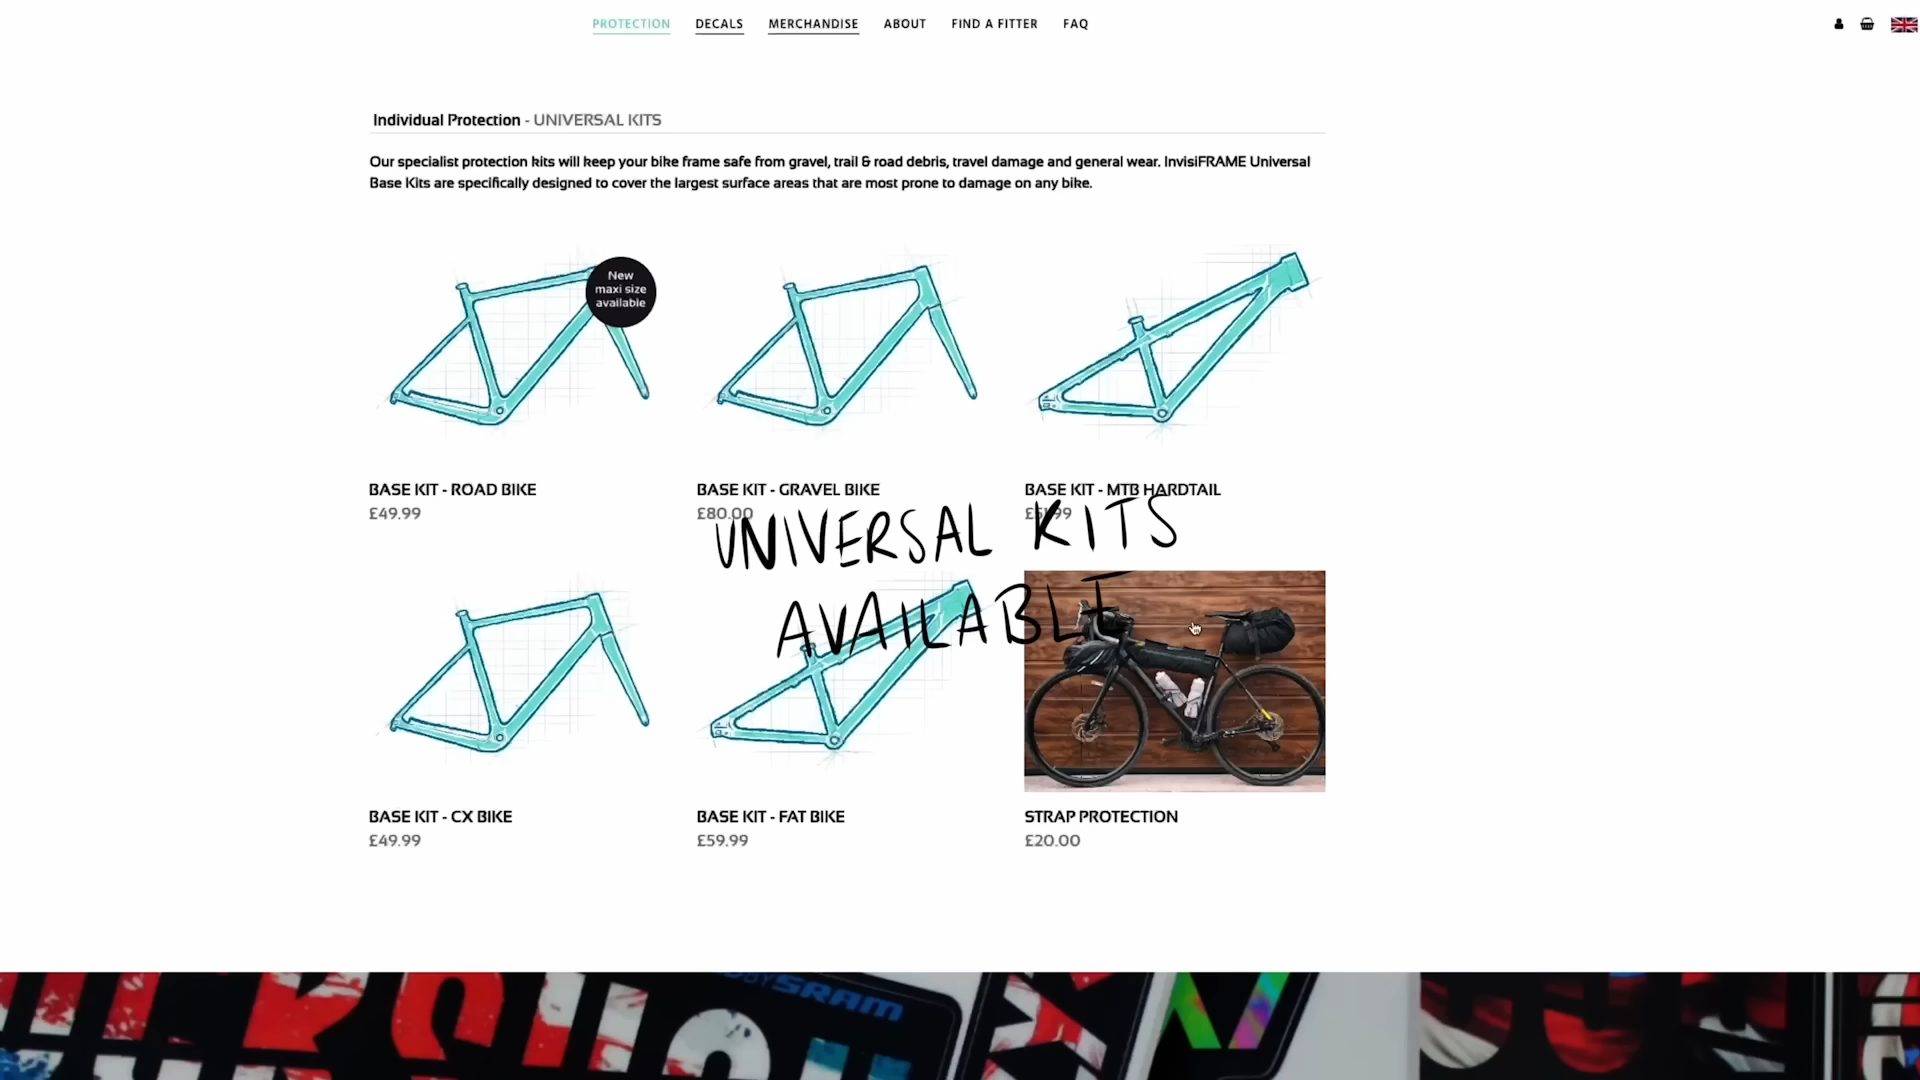 PROTECTION DECALS MERCHANDISE ABOUT FIND A FITTER FAQ
Individual Protection - UNIVERSAL KITS
Our specialist protection kits will keep your bike frame safe from gravel, trail & road debris, travel damage and general wear. InvisiFRAME Universal
Base Kits are specifically designed to cover the largest surface areas that are most prone to damage on any bike.
New
maxi size
available
BASE KIT - ROAD BIKE
£49.99
BASE KIT - GRAVEL BIKE
£80.00
BASE KIT - MTB HARDTAIL
UNIVERSAL KITS
AVAILABLE
BASE KIT - CX BIKE
£49.99
BASE KIT - FAT BIKE
£59.99
STRAP PROTECTION
£20.00
SRAM